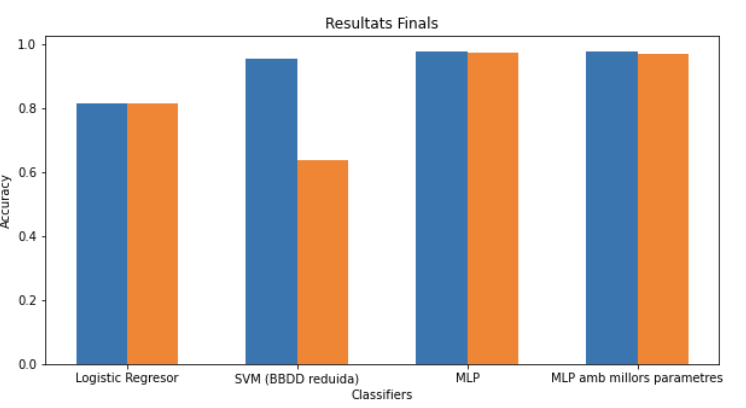 Resultats Finals
1.0
0.8
0.6
0.4
0.2
0.0
Accuracy
Logistic Regresor
SVM (BBDD reduida)
MLP
MLP amb millors parametres
Classifiers